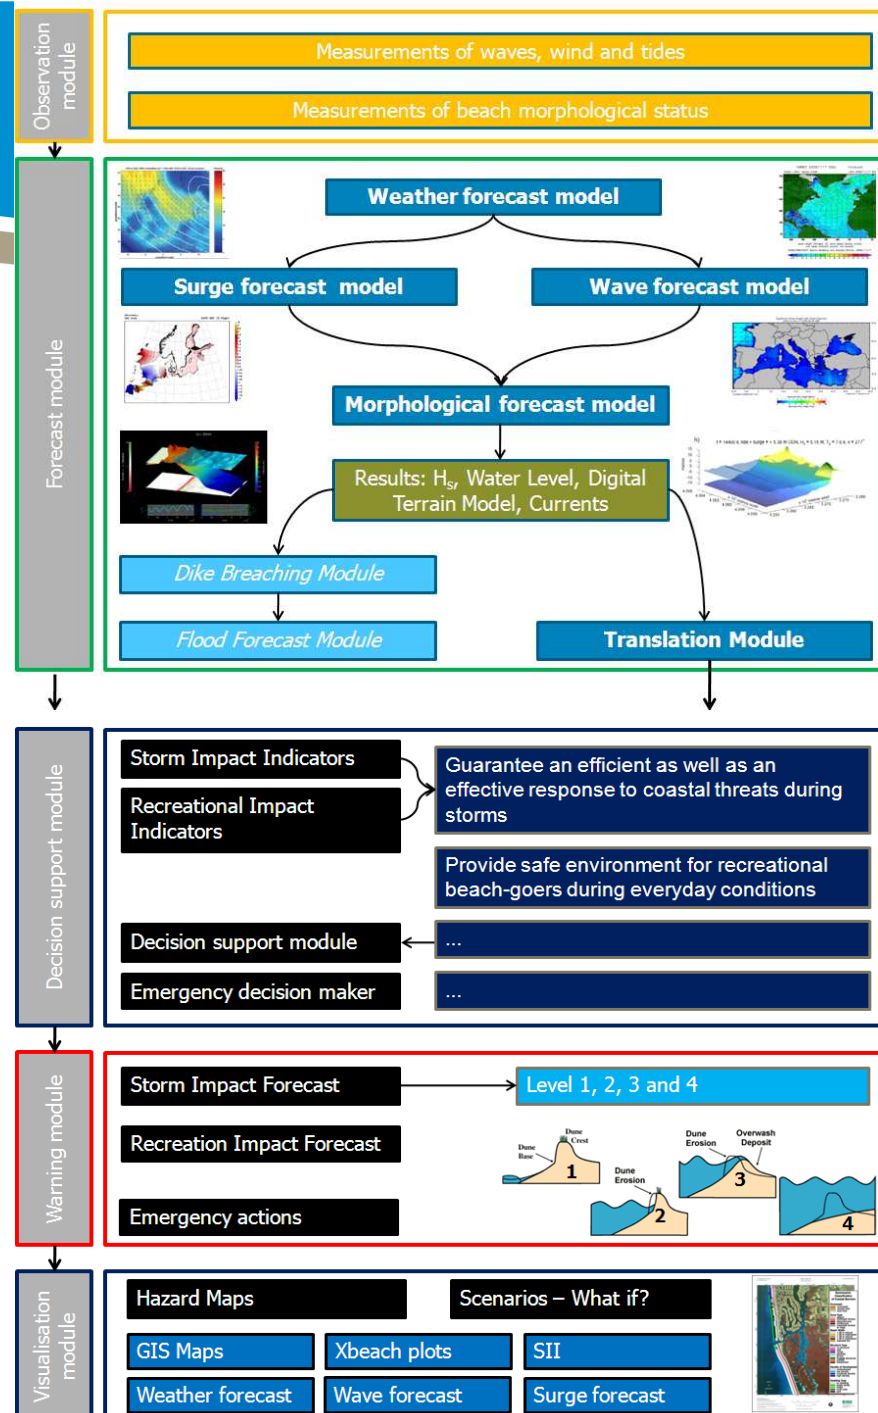 Observation
module
Measurements of waves, wind and tides
Measurements of beach morphological status
Forecast module
Weather forecast model
Surge forecast model
Wave forecast model
Morphological forecast model
Results: Hs, Water Level, Digital
Terrain Model, Currents
Dike Breaching Module
Flood Forecast Module
Translation Module
Decision support module
Storm Impact Indicators
Recreational Impact
Indicators
Guarantee an efficient as well as an
effective response to coastal threats during
storms
Provide safe environment for recreational
beach-goers during everyday conditions
Decision support module
...
Emergency decision maker
...
Warning module
Storm Impact Forecast
Level 1, 2, 3 and 4
Recreation Impact Forecast
Emergency actions
Dune
Crest
Dune
Base
1
Dune
Erosion
2
Dune
Erosion
Overwash
Deposit
3
4
Visualisation
module
Hazard Maps
Scenarios – What if?
GIS Maps
Xbeach plots
SII
Weather forecast
Wave forecast
Surge forecast